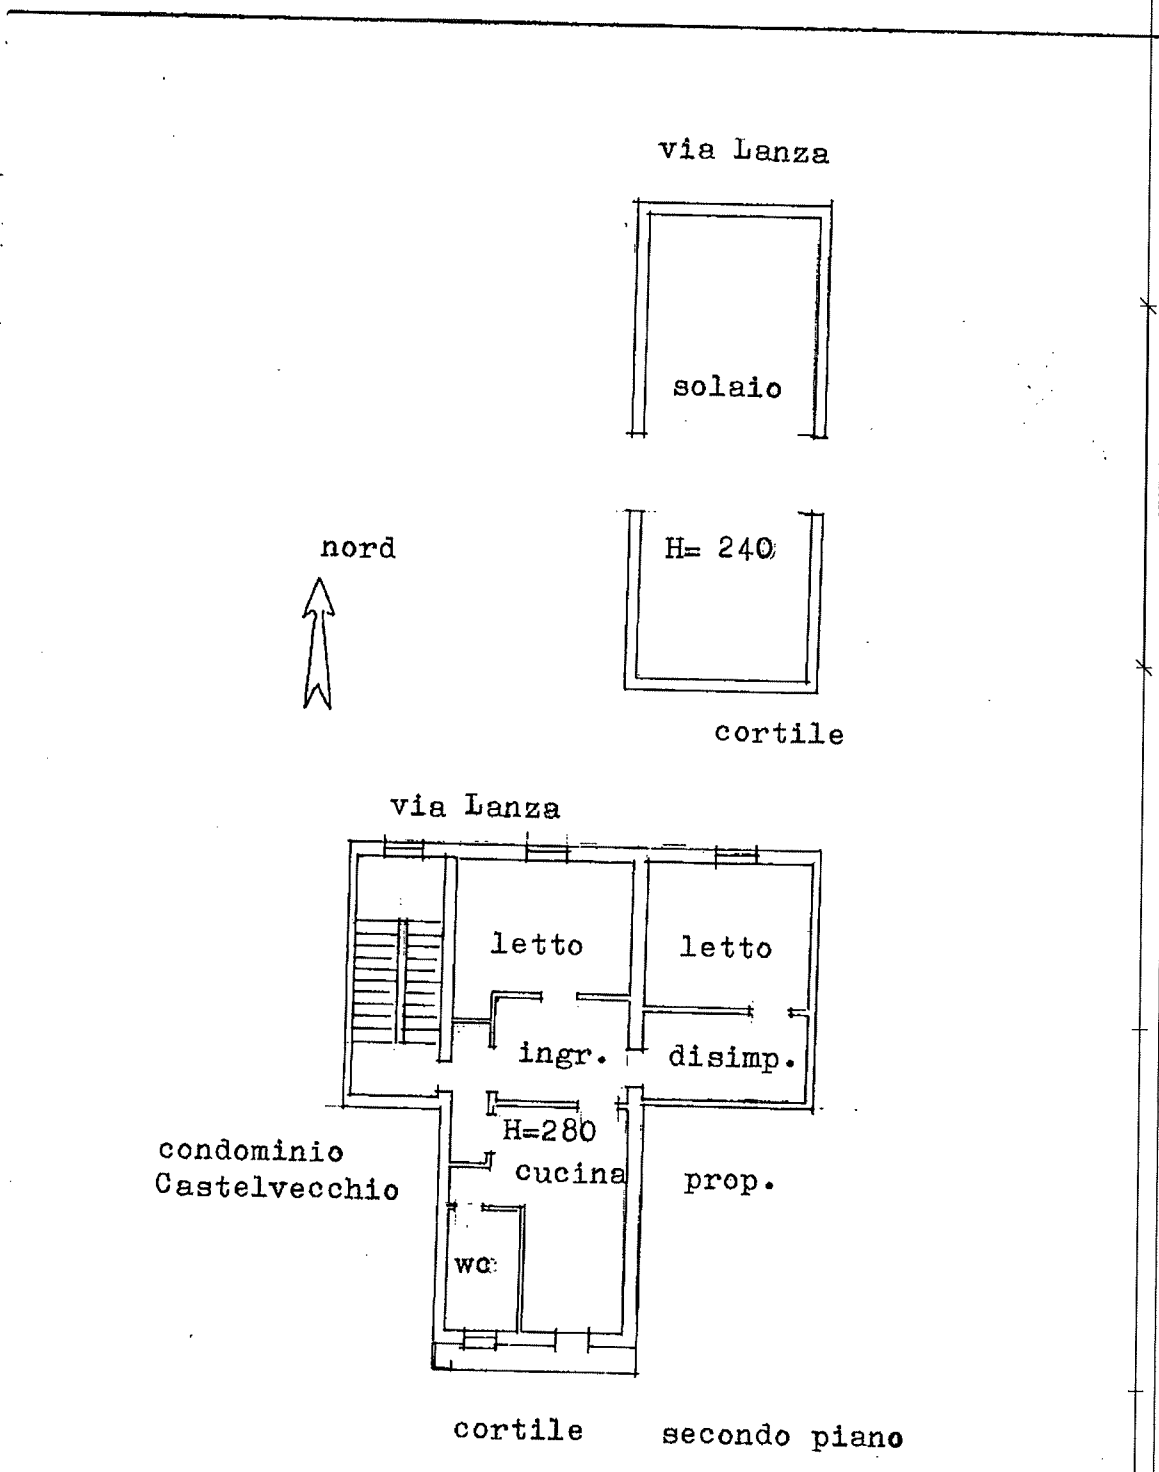 via Lanza
solaio
nord
H= 240
cortile
via Lanza
letto
letto
ingr.
disimp.
H=280
condominio
Castelvecchio
cucina
prop.
wc
cortile
secondo piano